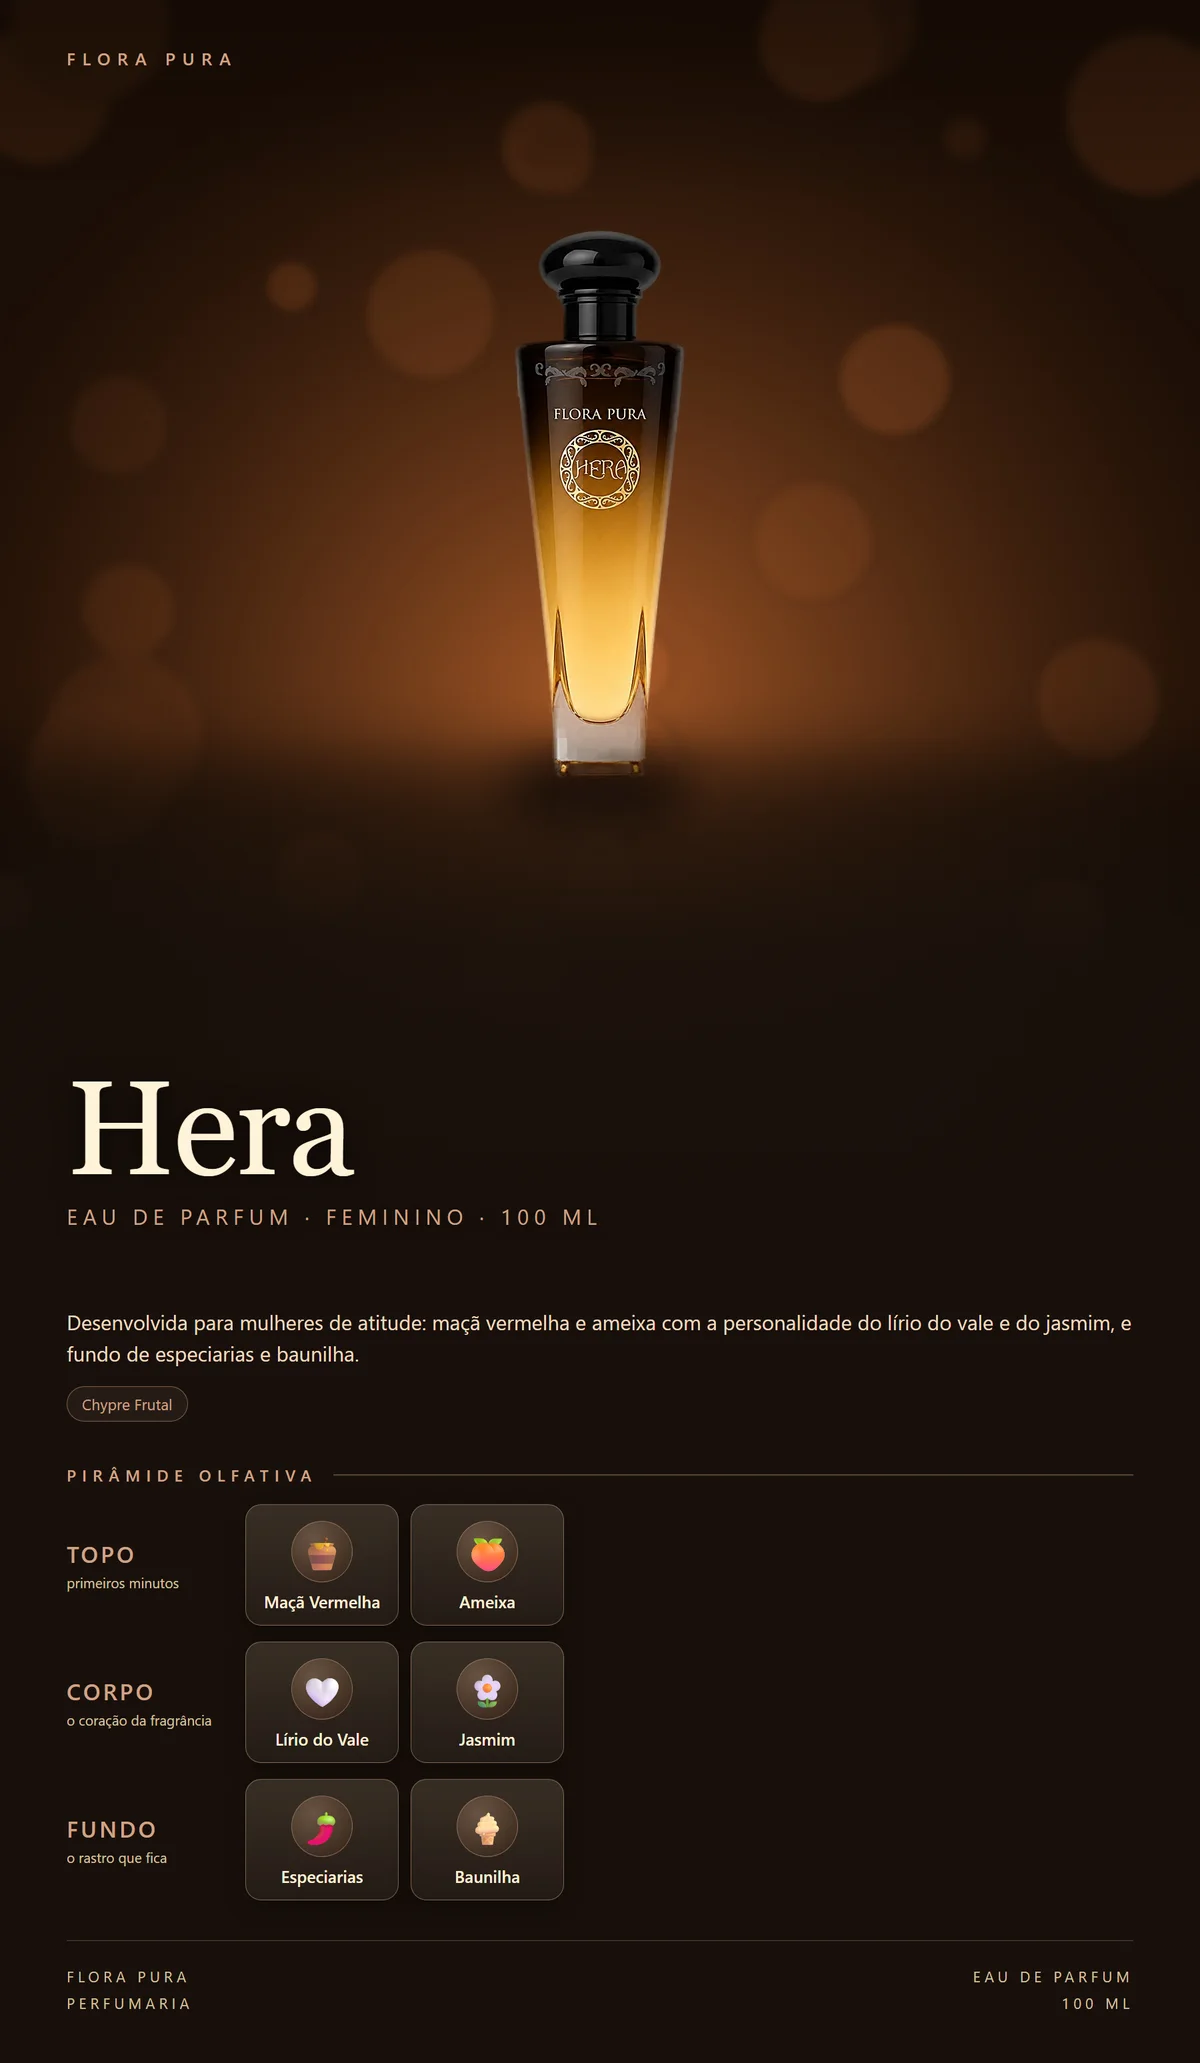 FLORA PURA
FLORA PURA
HERA
Hera
EAU DE PARFUM · FEMININO · 100 ML
Desenvolvida para mulheres de atitude: maçã vermelha e ameixa com a personalidade do lírio do vale e do jasmim, e
fundo de especiarias e baunilha.
Chypre Frutal
PIRÂMIDE OLFATIVA
TOPO
primeiros minutos
Maçã Vermelha
Ameixa
CORPO
o coração da fragrância
Lírio do Vale
Jasmim
FUNDO
o rastro que fica
Especiarias
Baunilha
FLORA PURA
PERFUMARIA
EAU DE PARFUM
100 ML